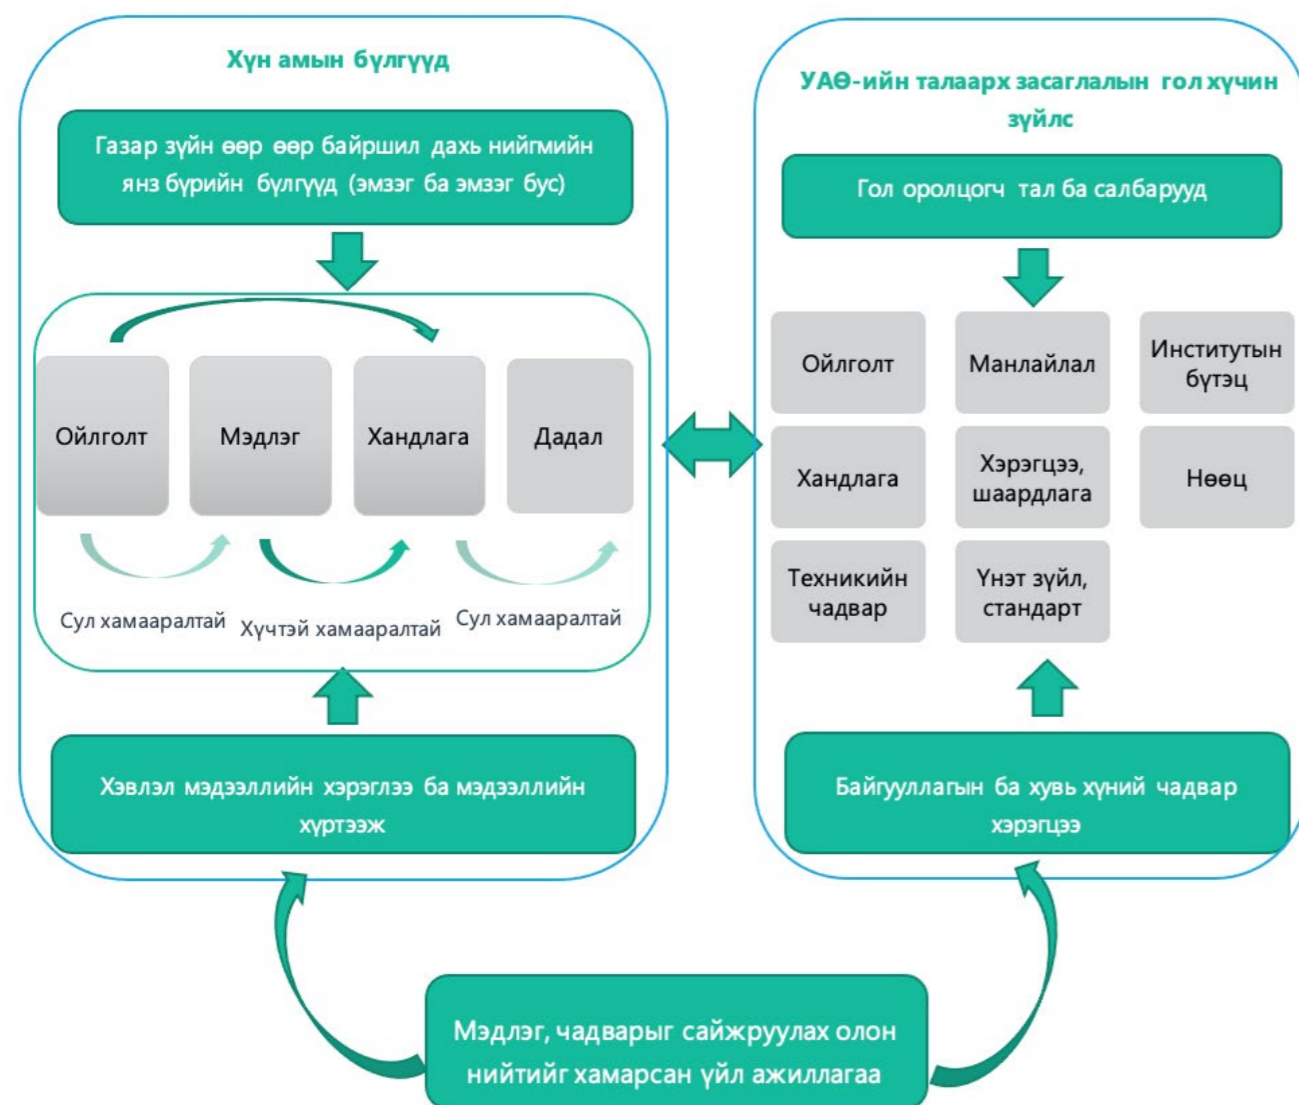 Хүн амын бүлгүүд
Газар зүйн өөр өөр байршил дахь нийгмийн
янз бүрийн бүлгүүд (эмзэг ба эмзэг бус)
Ойлголт
Мэдлэг
Хандлага
Дадал
Сул хамааралтай
Хүчтэй хамааралтай
Сул хамааралтай
Хэвлэл мэдээллийн хэрэглээ ба мэдээллийн
хүртээж
УАӨ-ийн талаарх засаглалын гол хүчин
зүйлс
Гол оролцогч тал ба салбарууд
Ойлголт
Манлайлал
Институтын
бүтэц
Хандлага
Хэрэгцээ,
шаардлага
Нөөц
Техникийн
чадвар
Үнэт зүйл,
стандарт
Байгууллагын ба хувь хүний чадвар
хэрэгцээ
Мэдлэг, чадварыг сайжруулах олон
нийтийг хамарсан үйл ажиллагаа